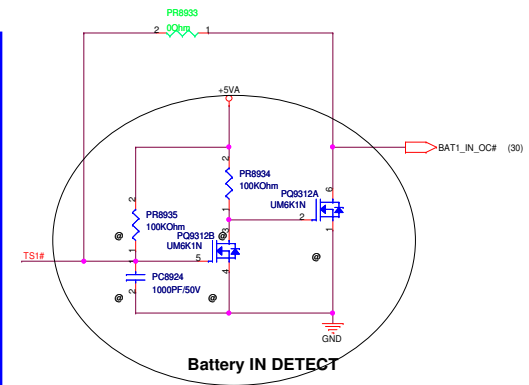 PR8933
2 0Ohm 1
+5VA
BAT1_IN_OC# (30)
2
PR8934
100KOhm
1
PQ9312A
UM6K1N
6
2
1
2
PR8935
100KOhm
1
@
PQ9312B
UM6K1N
@
3
5
4
TS1#
1
PC8924
1000PF/50V
2
@
@
@
GND
Battery IN DETECT